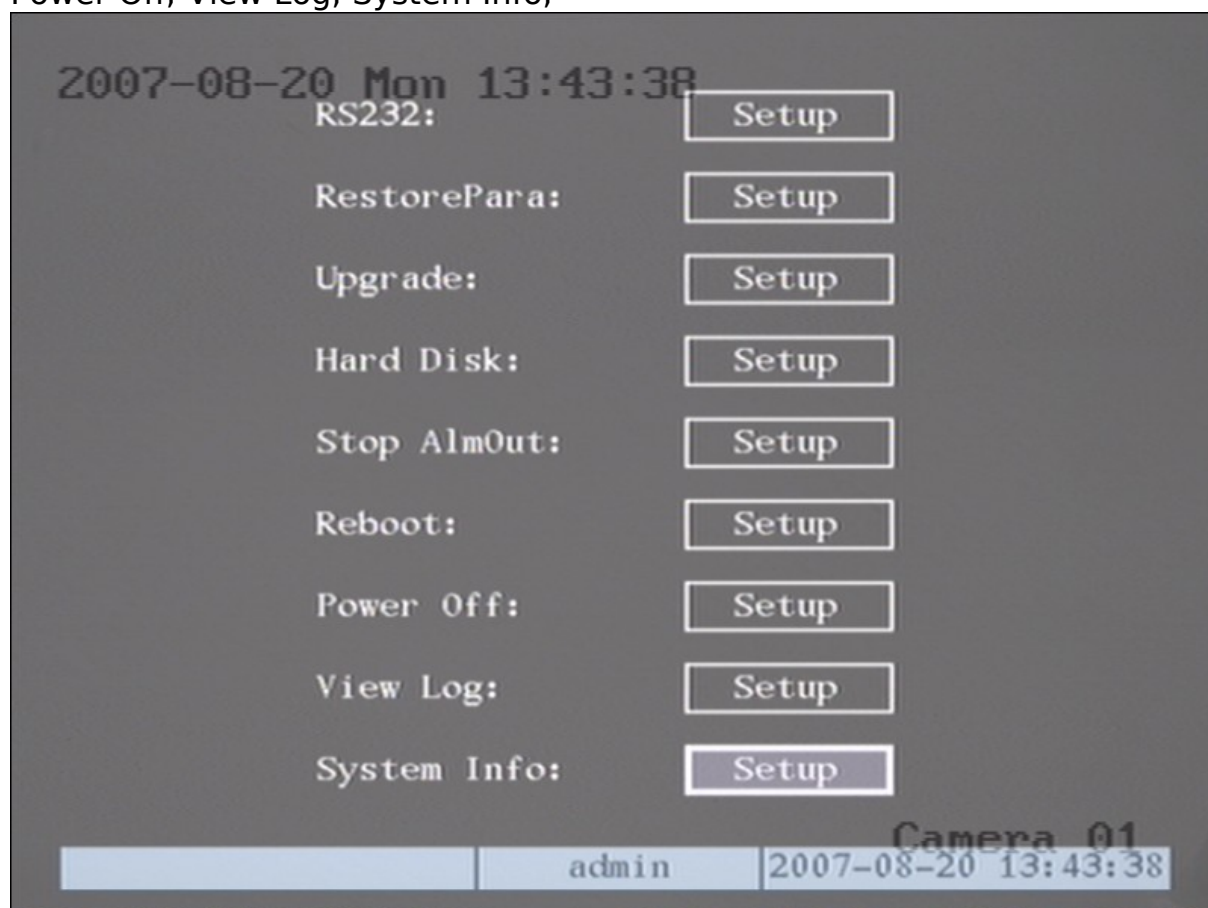 Power Off, View Log, System Info,
2007-08-20 Mon 13:43:38
RS232: Setup
RestorePara: Setup
Upgrade: Setup
Hard Disk: Setup
Stop AlmOut: Setup
Reboot: Setup
Power Off: Setup
View Log: Setup
System Info: Setup
Camera 01
admin 2007-08-20 13:43:38